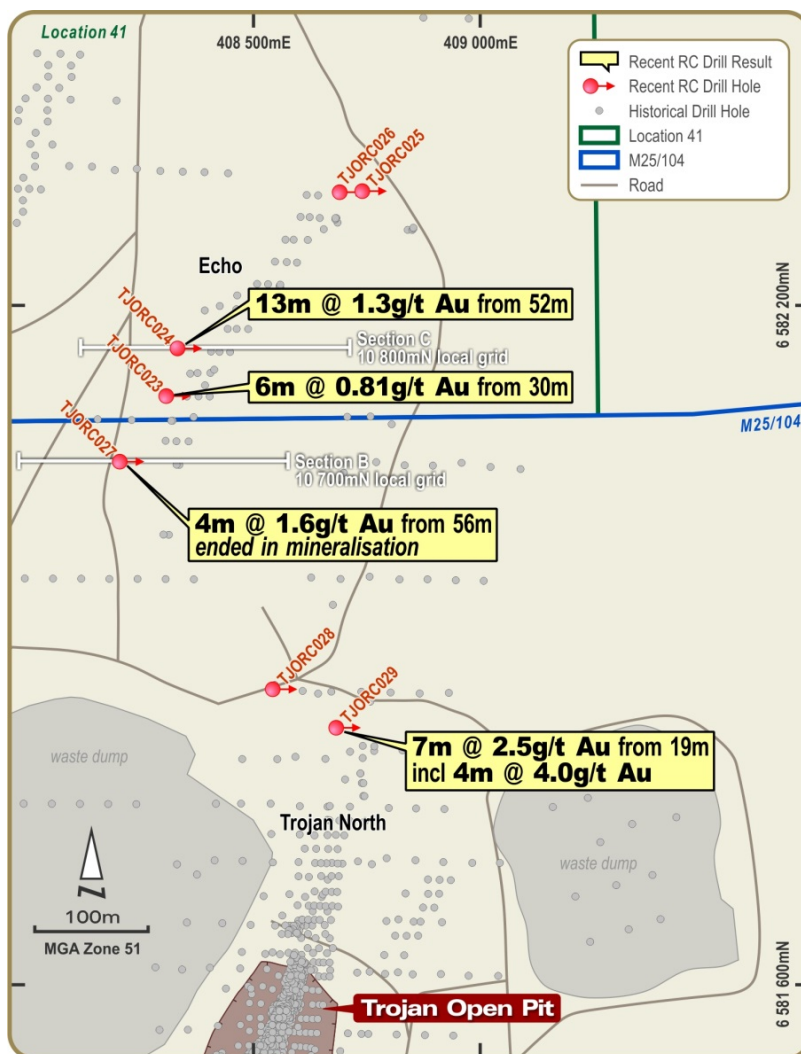 Location 41
408 500mE
409 000mE
Recent RC Drill Result
Recent RC Drill Hole
Historical Drill Hole
Location 41
M25/104
Road
TJORC026
TJORC025
Echo
6 582 200mN
TJORC024
13m @ 1.3g/t Au from 52m
Section C
10 800mN local grid
TJORC023
6m @ 0.81g/t Au from 30m
M25/104
TJORC027
Section B
10 700mN local grid
4m @ 1.6g/t Au from 56m
ended in mineralisation
TJORC028
TJORC029
7m @ 2.5g/t Au from 19m
incl 4m @ 4.0g/t Au
waste dump
Trojan North
waste dump
N
100m
MGA Zone 51
6 581 600mN
Trojan Open Pit